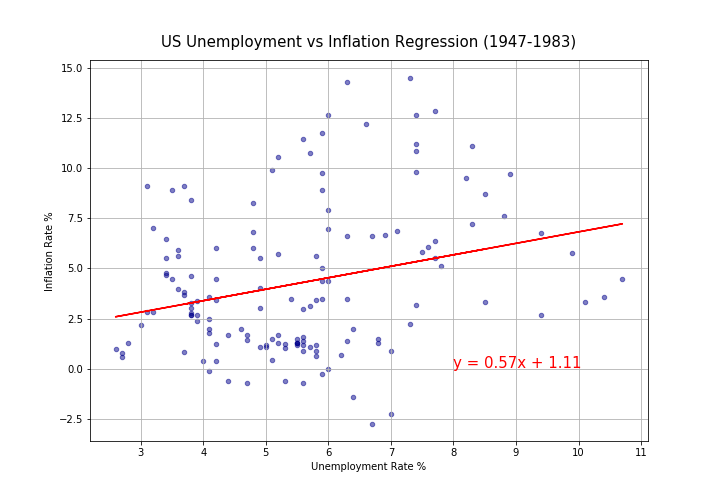 US Unemployment vs Inflation Regression (1947-1983)
15.0
12.5
10.0
7.5
5.0
2.5
0.0
−2.5
Inflation Rate %
y = 0.57x + 1.11
3 4 5 6 7 8 9 10 11
Unemployment Rate %